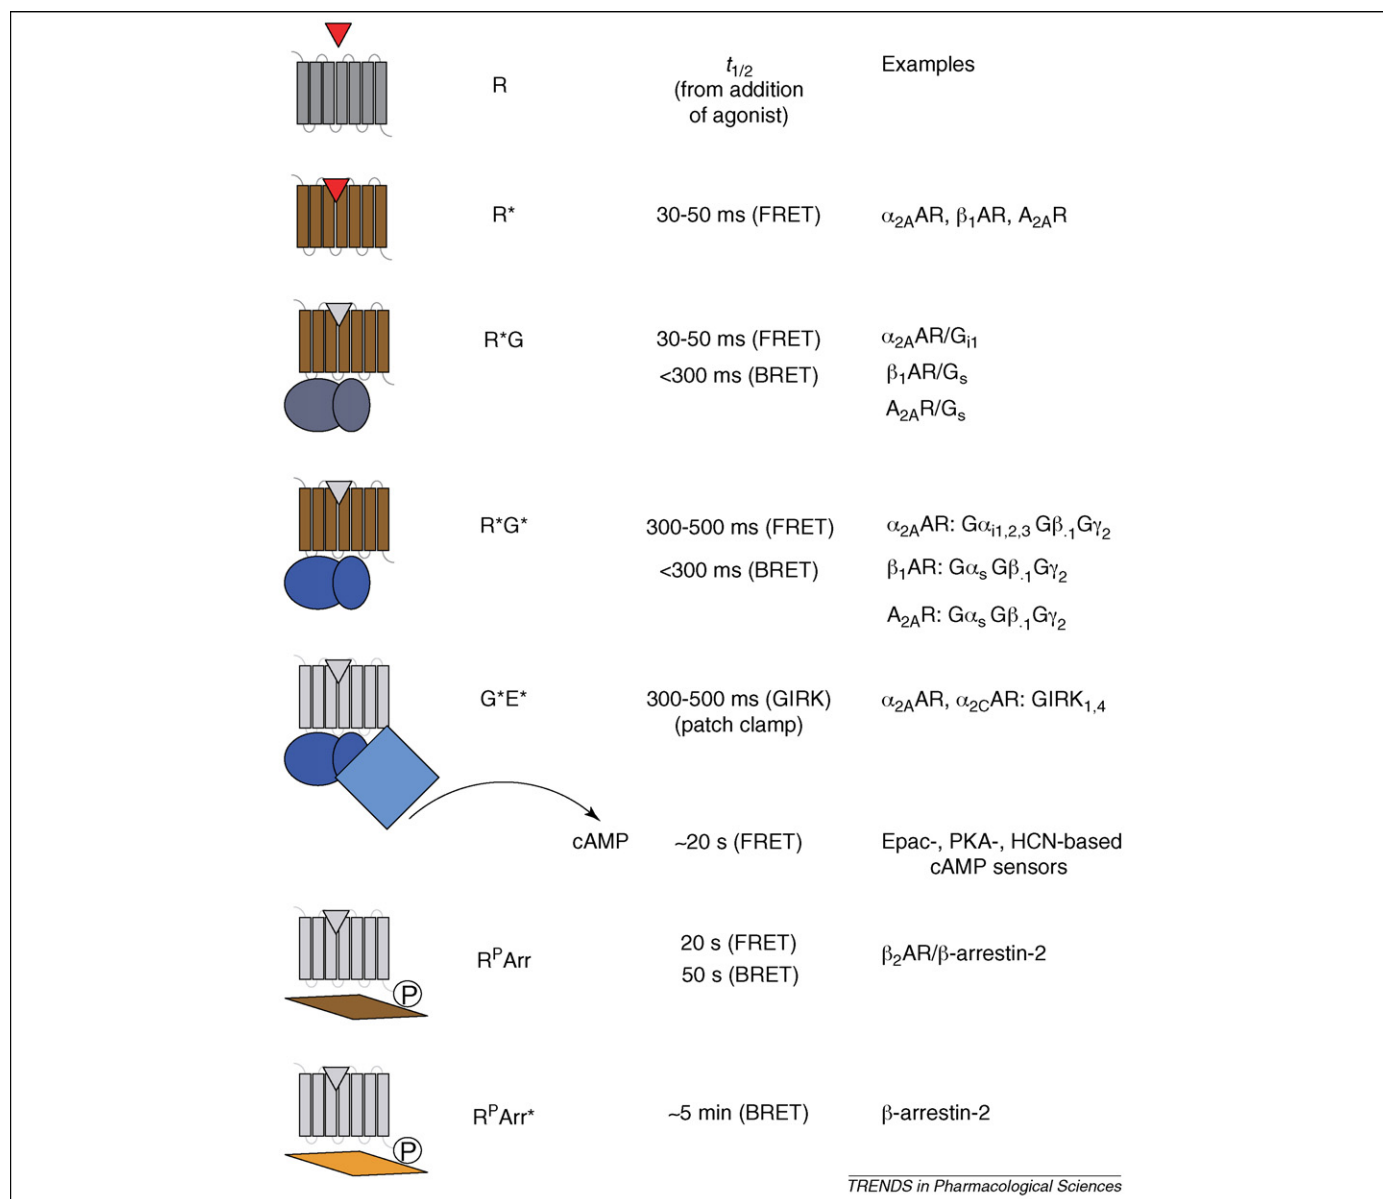 R
t1/2
(from addition
of agonist)
Examples
R*
30-50 ms (FRET)
α2AAR, β1AR, A2AR
R*G
30-50 ms (FRET)
α2AAR/Gi1
<300 ms (BRET)
β1AR/Gs
A2AR/Gs
R*G*
300-500 ms (FRET)
α2AAR: Gαi1,2,3 Gβ.1Gγ2
<300 ms (BRET)
β1AR: Gαs Gβ.1Gγ2
A2AR: Gαs Gβ.1Gγ2
G*E*
300-500 ms (GIRK)
(patch clamp)
α2AAR, α2CAR: GIRK1,4
cAMP
~20 s (FRET)
Epac-, PKA-, HCN-based
cAMP sensors
RPArr
20 s (FRET)
50 s (BRET)
β2AR/β-arrestin-2
P
RPArr*
~5 min (BRET)
β-arrestin-2
P
TRENDS in Pharmacological Sciences